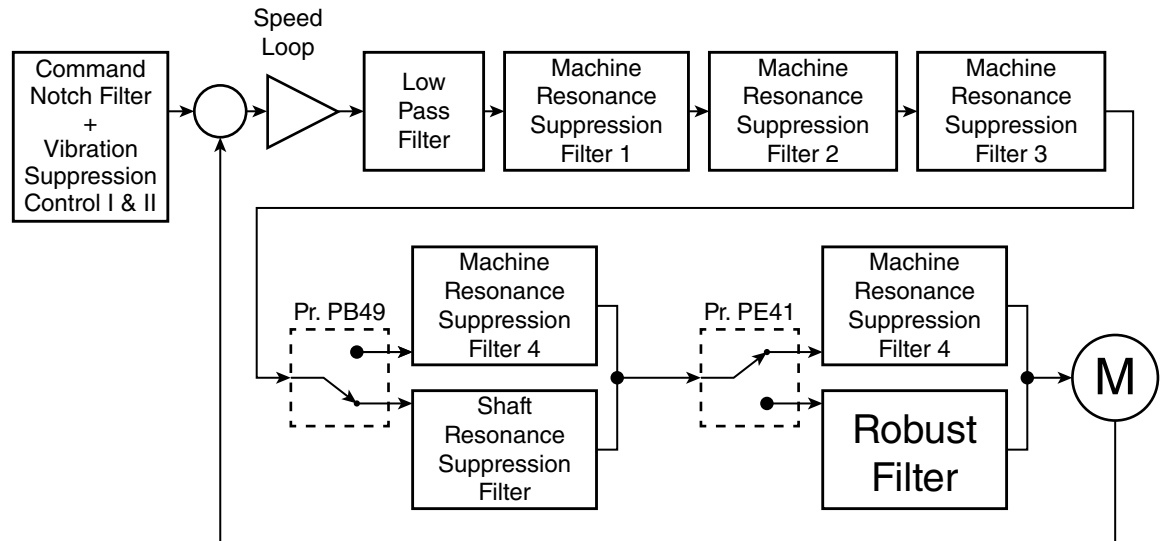 Speed
Loop
Command
Notch Filter
+
Vibration
Suppression
Control I & II
Low
Pass
Filter
Machine
Resonance
Suppression
Filter 1
Machine
Resonance
Suppression
Filter 2
Machine
Resonance
Suppression
Filter 3
Pr. PB49
Machine
Resonance
Suppression
Filter 4
Shaft
Resonance
Suppression
Filter
Pr. PE41
Machine
Resonance
Suppression
Filter 4
Robust
Filter
M